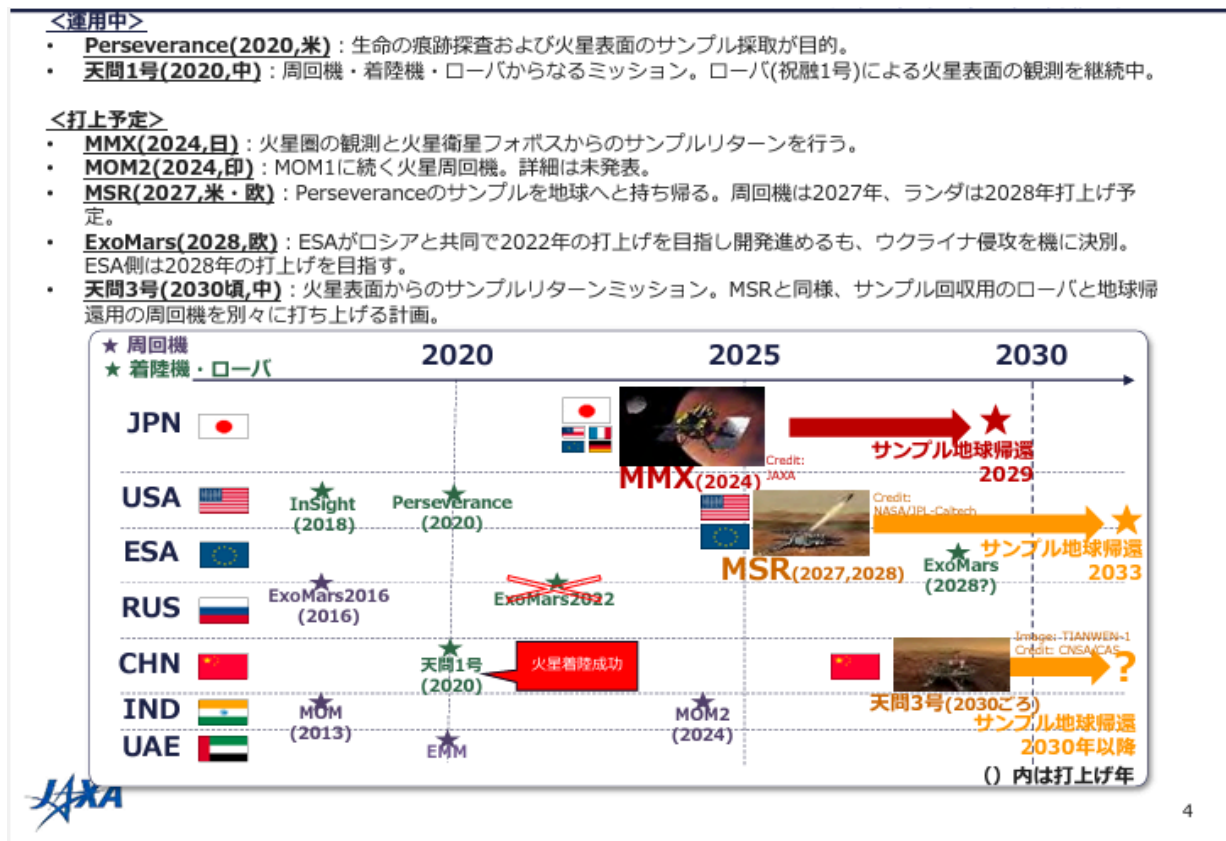 <運用中>
• Perseverance(2020,米)：生命の痕跡探査および火星表面のサンプル採取が目的。
• 天問1号(2020,中)：周回機・着陸機・ローバからなるミッション。ローバ(祝融1号)による火星表面の観測を継続中。
<打上予定>
• MMX(2024,日)：火星圏の観測と火星衛星フォボスからのサンプルリターンを行う。
• MOM2(2024,印)：MOM1に続く火星周回機。詳細は未発表。
• MSR(2027,米・欧)：Perseveranceのサンプルを地球へと持ち帰る。周回機は2027年、ランダは2028年打上げ予
定。
• ExoMars(2028,欧)：ESAがロシアと共同で2022年の打上げを目指し開発進めるも、ウクライナ侵攻を機に決別。
ESA側は2028年の打上げを目指す。
• 天問3号(2030頃,中)：火星表面からのサンプルリターンミッション。MSRと同様、サンプル回収用のローバと地球帰
還用の周回機を別々に打ち上げる計画。
★ 周回機
★ 着陸機・ローバ
2020 2025 2030
JPN
MMX(2024)
Credit:
JAXA
サンプル地球帰還
2029
USA
InSight
(2018)
Perseverance
(2020)
Credit:
NASA/JPL-Caltech
ESA
MSR(2027,2028)
ExoMars
(2028?)
サンプル地球帰還
2033
RUS
ExoMars2016
(2016)
ExoMars2022
CHN
天問1号
(2020)
火星着陸成功
Image: TIANWEN-1
Credit: CNSA/CAS
?
天問3号(2030ごろ)
サンプル地球帰還
2030年以降
IND
MOM
(2013)
MOM2
(2024)
UAE
EMM
（）内は打上げ年
JAXA
4